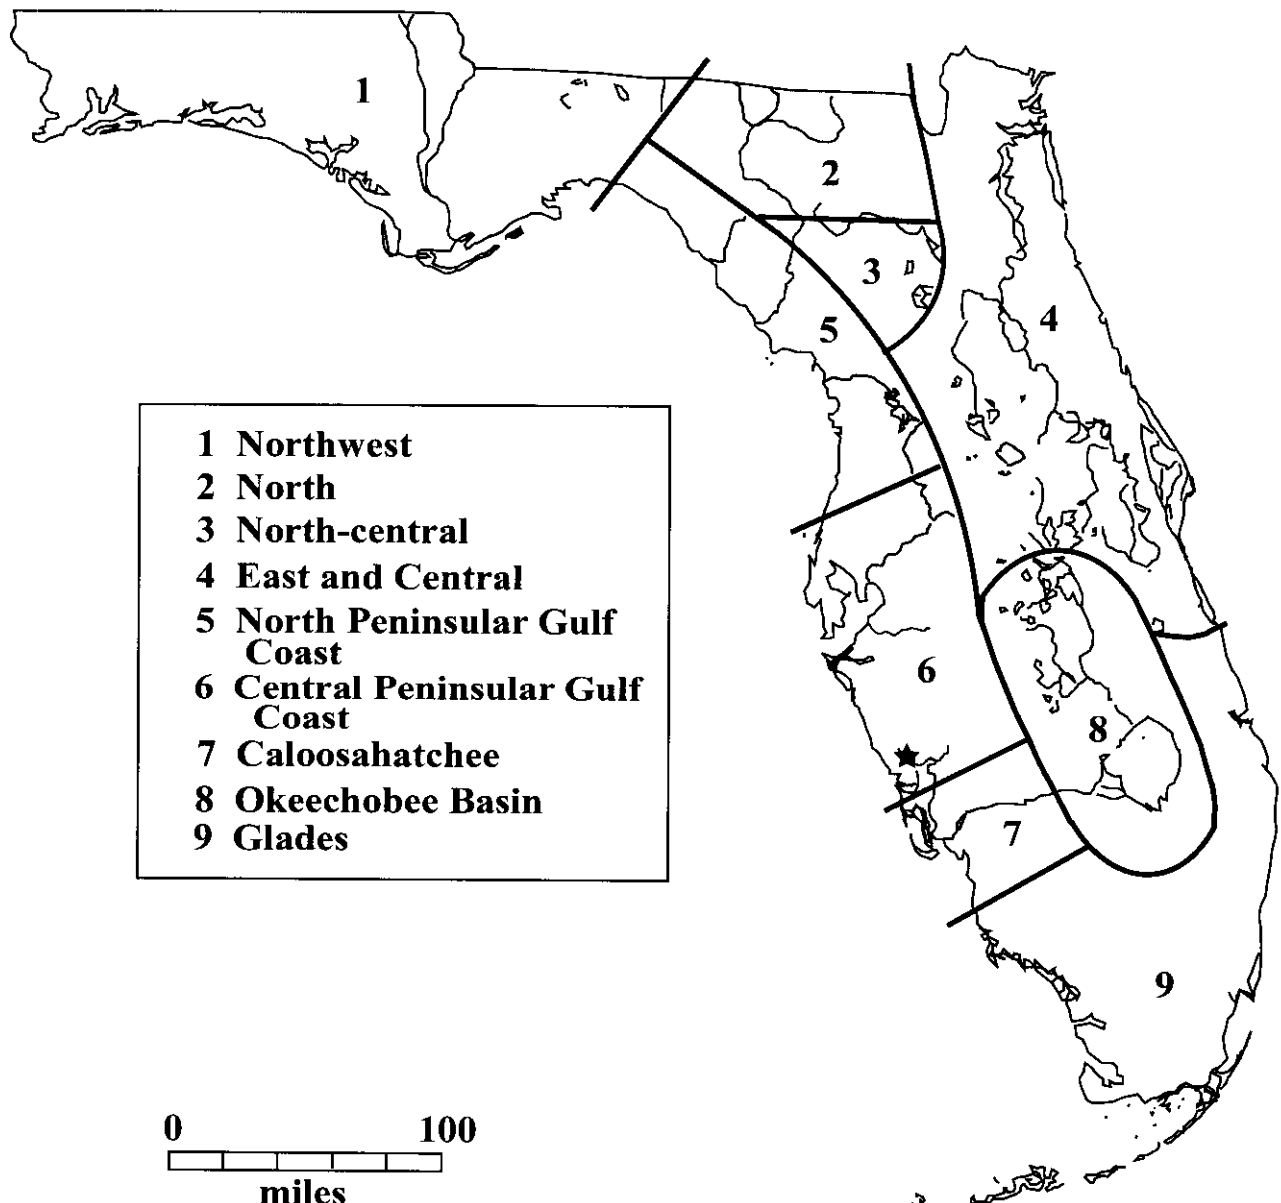 1
2
3
4
5
1 Northwest
2 North
3 North-central
4 East and Central
5 North Peninsular Gulf
Coast
6 Central Peninsular Gulf
Coast
7 Caloosahatchee
8 Okeechobee Basin
9 Glades
6
8
7
9
0 100
miles